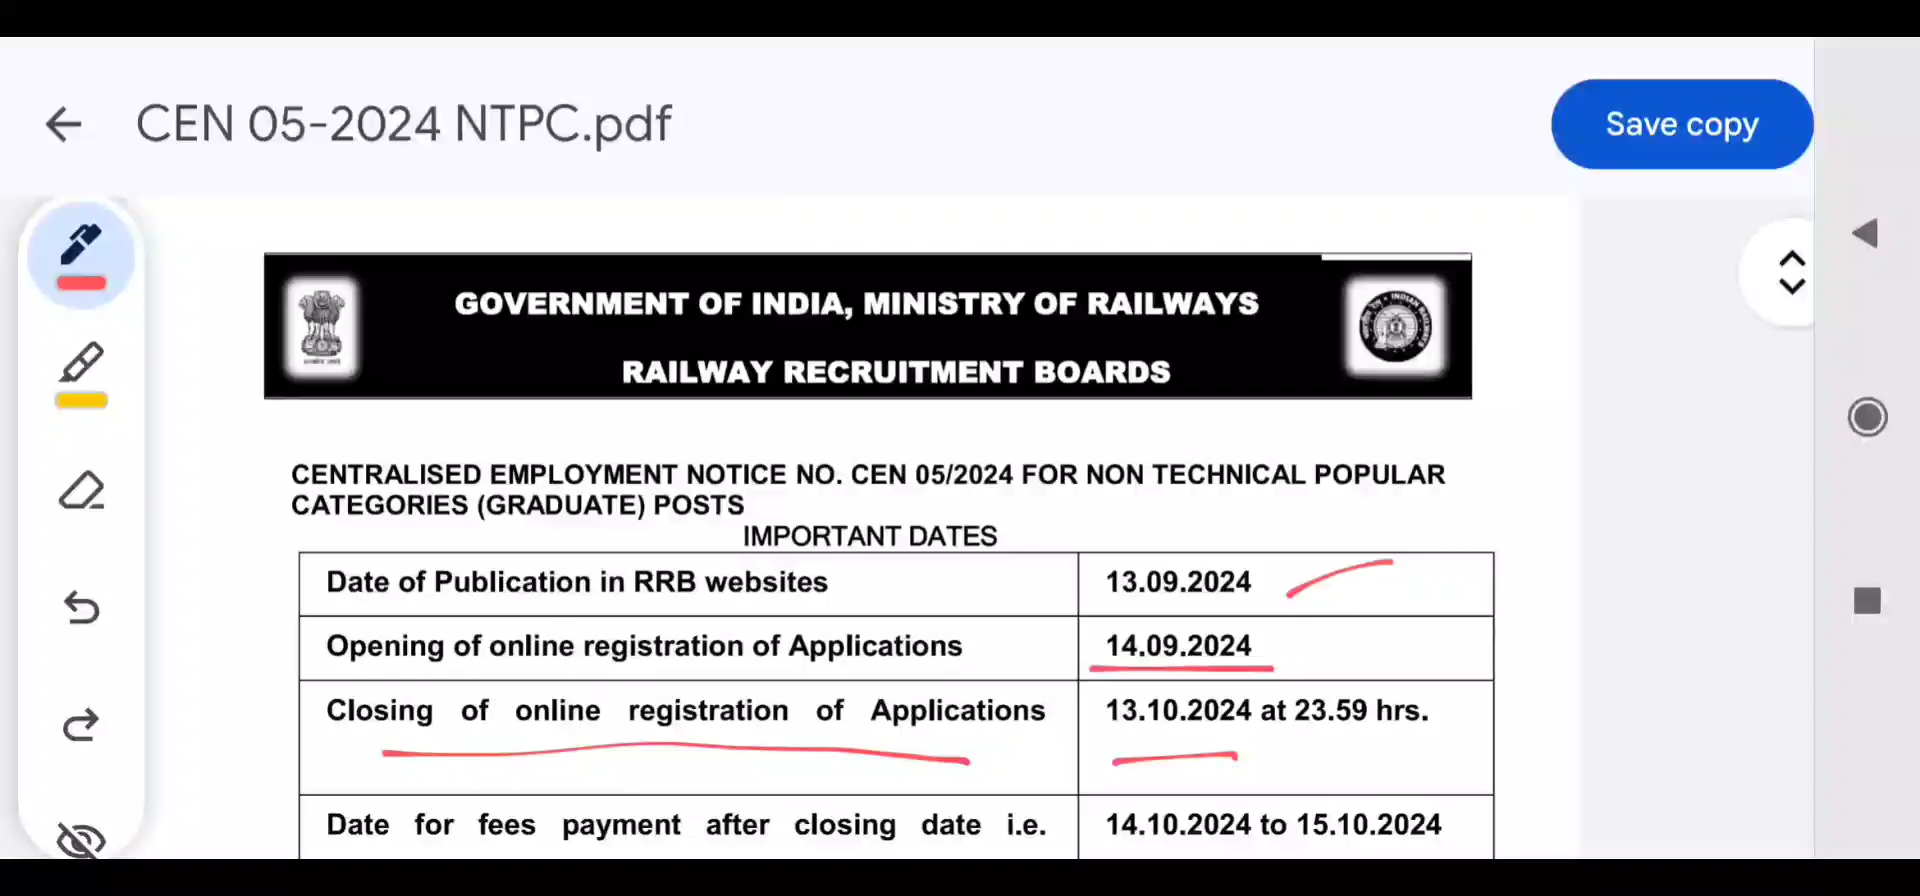 CEN 05-2024 NTPC.pdf
Save copy
GOVERNMENT OF INDIA, MINISTRY OF RAILWAYS
RAILWAY RECRUITMENT BOARDS
CENTRALISED EMPLOYMENT NOTICE NO. CEN 05/2024 FOR NON TECHNICAL POPULAR
CATEGORIES (GRADUATE) POSTS
IMPORTANT DATES
Date of Publication in RRB websites 13.09.2024
Opening of online registration of Applications 14.09.2024
Closing of online registration of Applications 13.10.2024 at 23.59 hrs.
Date for fees payment after closing date i.e. 14.10.2024 to 15.10.2024